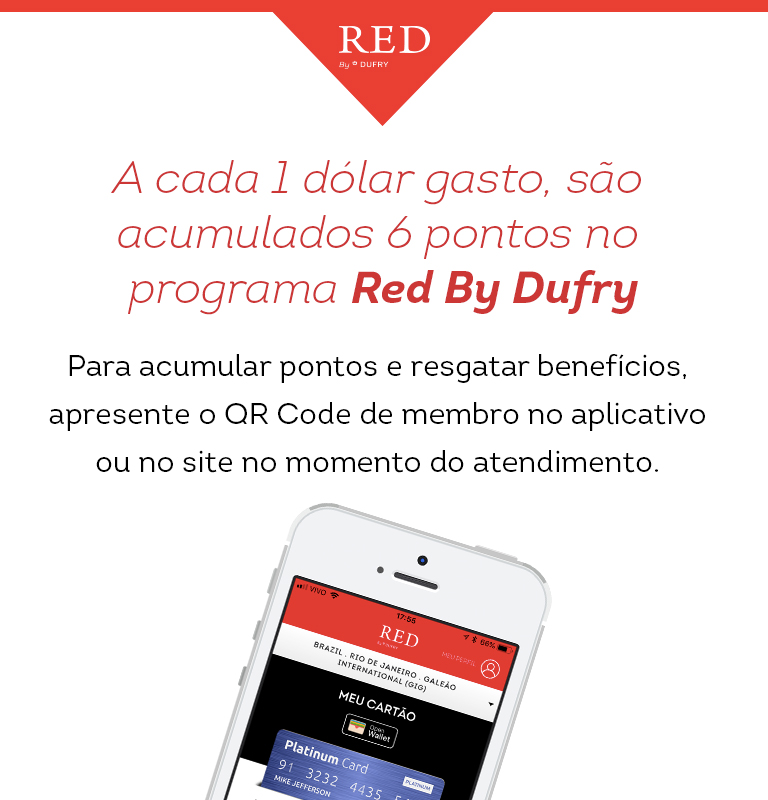 RED
By DUFRY
A cada 1 dólar gasto, são
acumulados 6 pontos no
programa Red By Dufry
Para acumular pontos e resgatar benefícios,
apresente o QR Code de membro no aplicativo
ou no site no momento do atendimento.
VIVO
17:56
66%
RED
By DUFRY
MEU PERFIL
BRAZIL . RIO DE JANEIRO . GALEÃO
INTERNATIONAL (GIG)
MEU CARTÃO
Open
Wallet
Platinum Card
PLATINUM
91 3232 4435
MIKE JEFFERSON